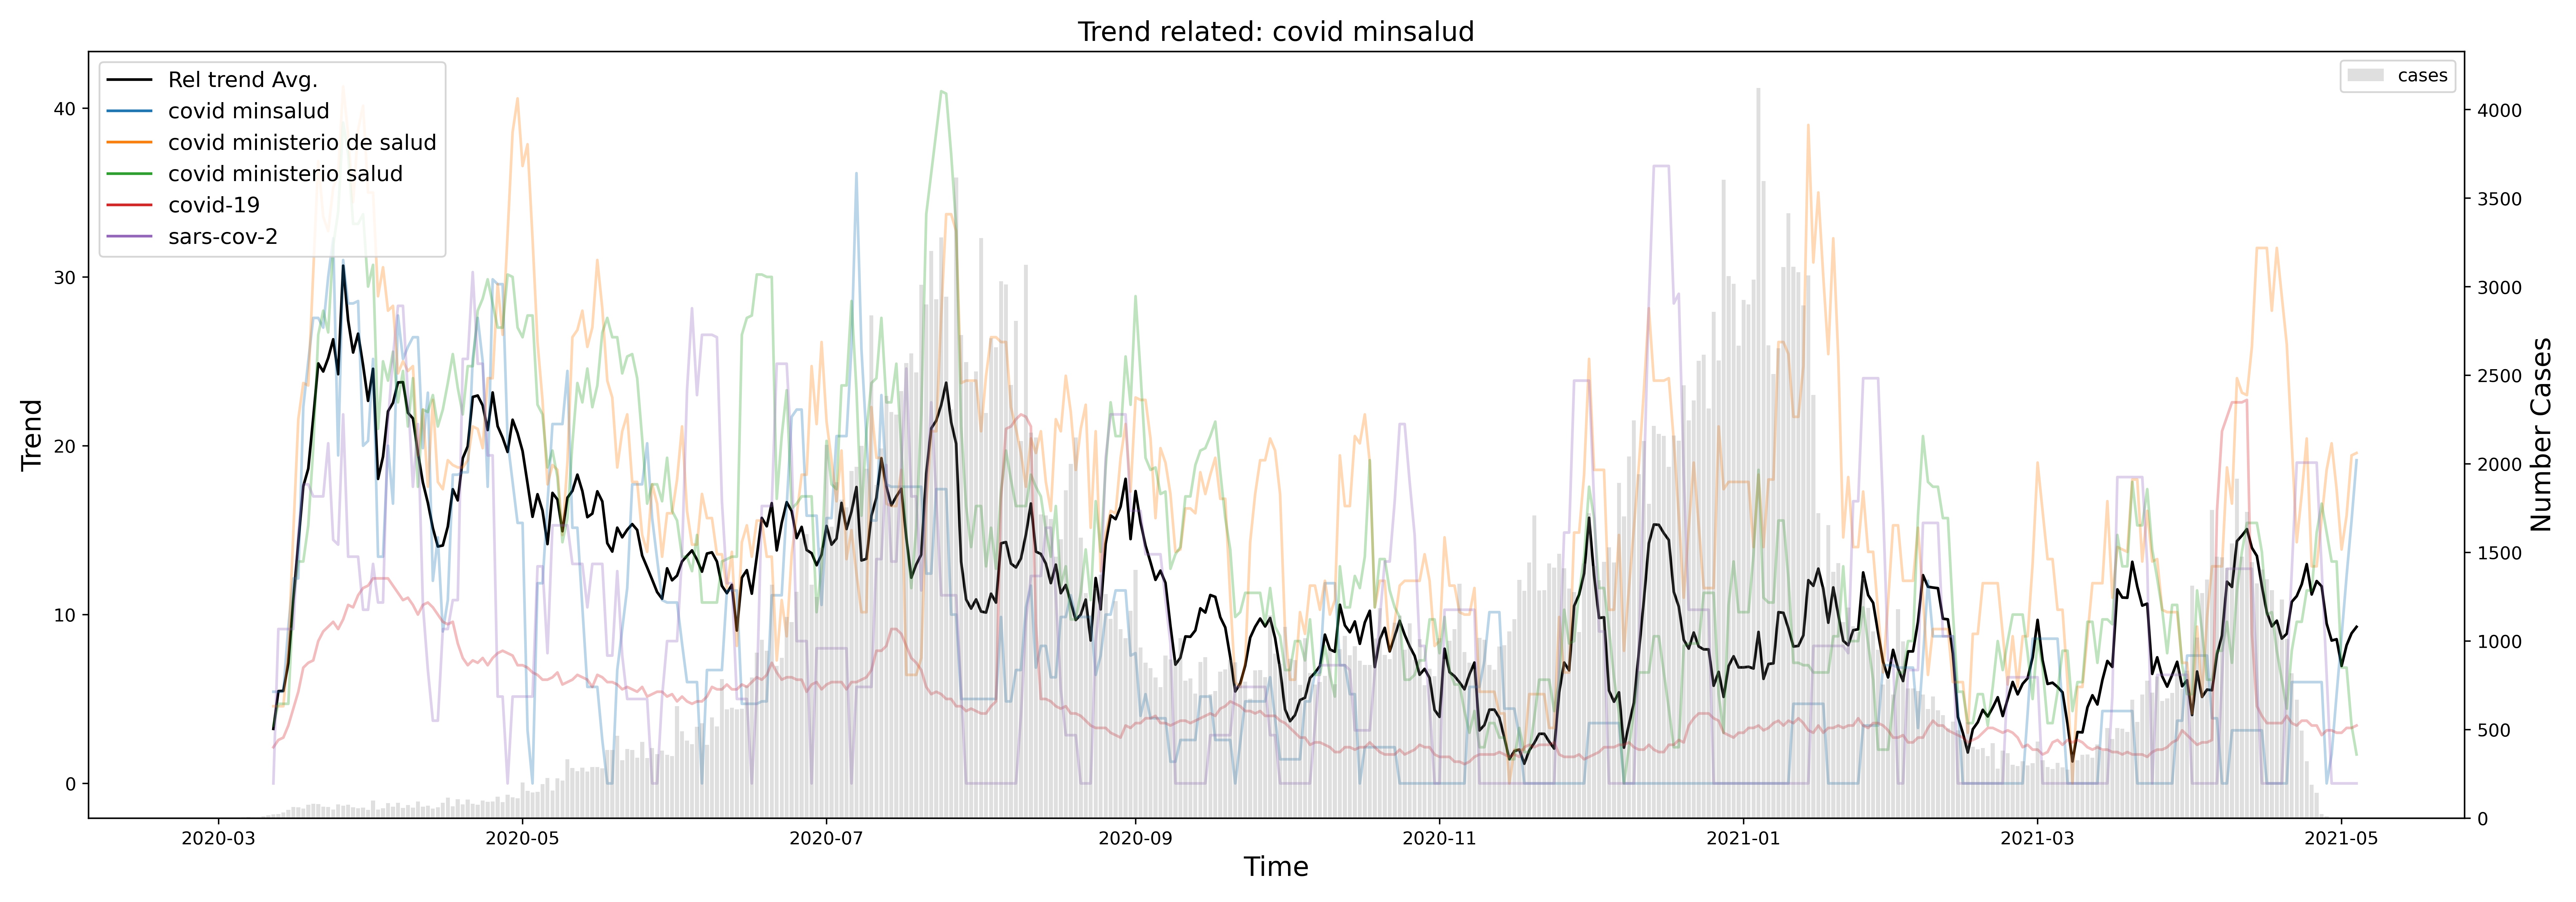 Trend related: covid minsalud
Rel trend Avg.
covid minsalud
covid ministerio de salud
covid ministerio salud
covid-19
sars-cov-2
cases
Trend
40
30
20
10
0
Number Cases
4000
3500
3000
2500
2000
1500
1000
500
0
2020-03 2020-05 2020-07 2020-09 2020-11 2021-01 2021-03 2021-05
Time